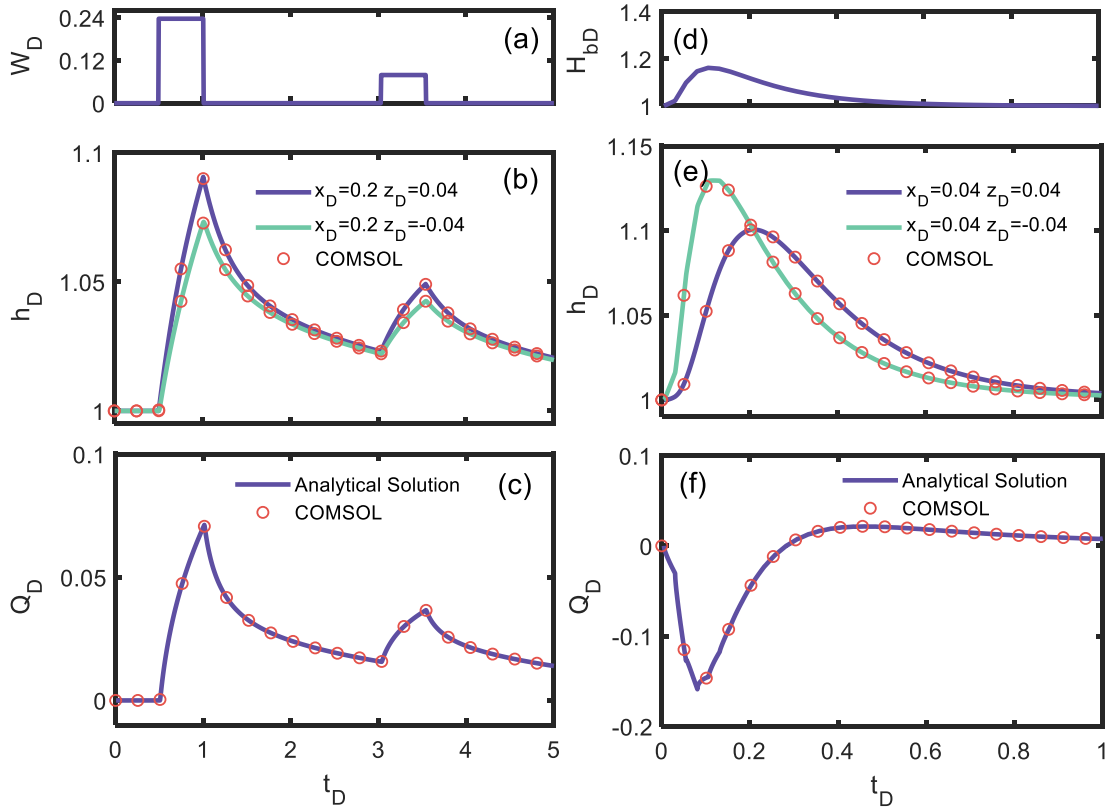 (a)
W_D
0.24
0.12
0
(b)
h_D
1.1
1.05
1
x_D=0.2 z_D=0.04
x_D=0.2 z_D=-0.04
COMSOL
(c)
Q_D
0.1
0.05
0
Analytical Solution
COMSOL
0 1 2 3 4 5
t_D
(d)
H_bD
1.4
1.2
1
(e)
h_D
1.15
1.1
1.05
1
x_D=0.04 z_D=0.04
x_D=0.04 z_D=-0.04
COMSOL
(f)
Q_D
0.1
0
-0.1
-0.2
Analytical Solution
COMSOL
0 0.2 0.4 0.6 0.8 1
t_D